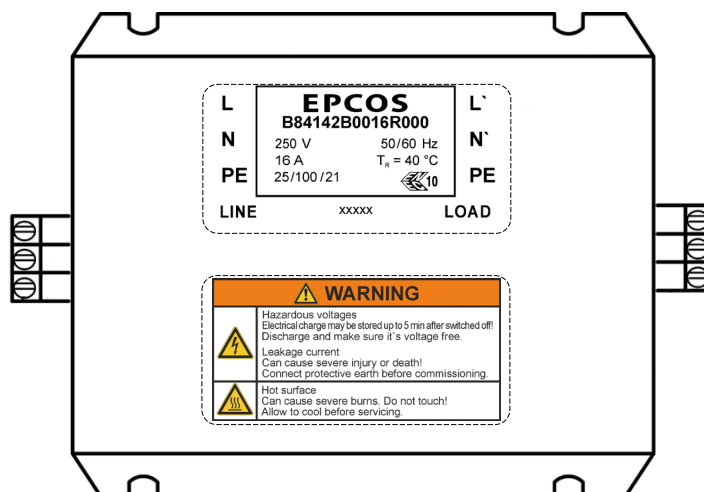 L EPCOS L`
B84142B0016R000
N 250 V 50/60 Hz N`
16 A T_R = 40 °C
PE 25/100/21 10 PE
LINE xxxxx LOAD
WARNING
Hazardous voltages
Electrical charge may be stored up to 5 min after switched off!
Discharge and make sure it`s voltage free.
Leakage current
Can cause severe injury or death!
Connect protective earth before commissioning.
Hot surface
Can cause severe burns. Do not touch!
Allow to cool before servicing.